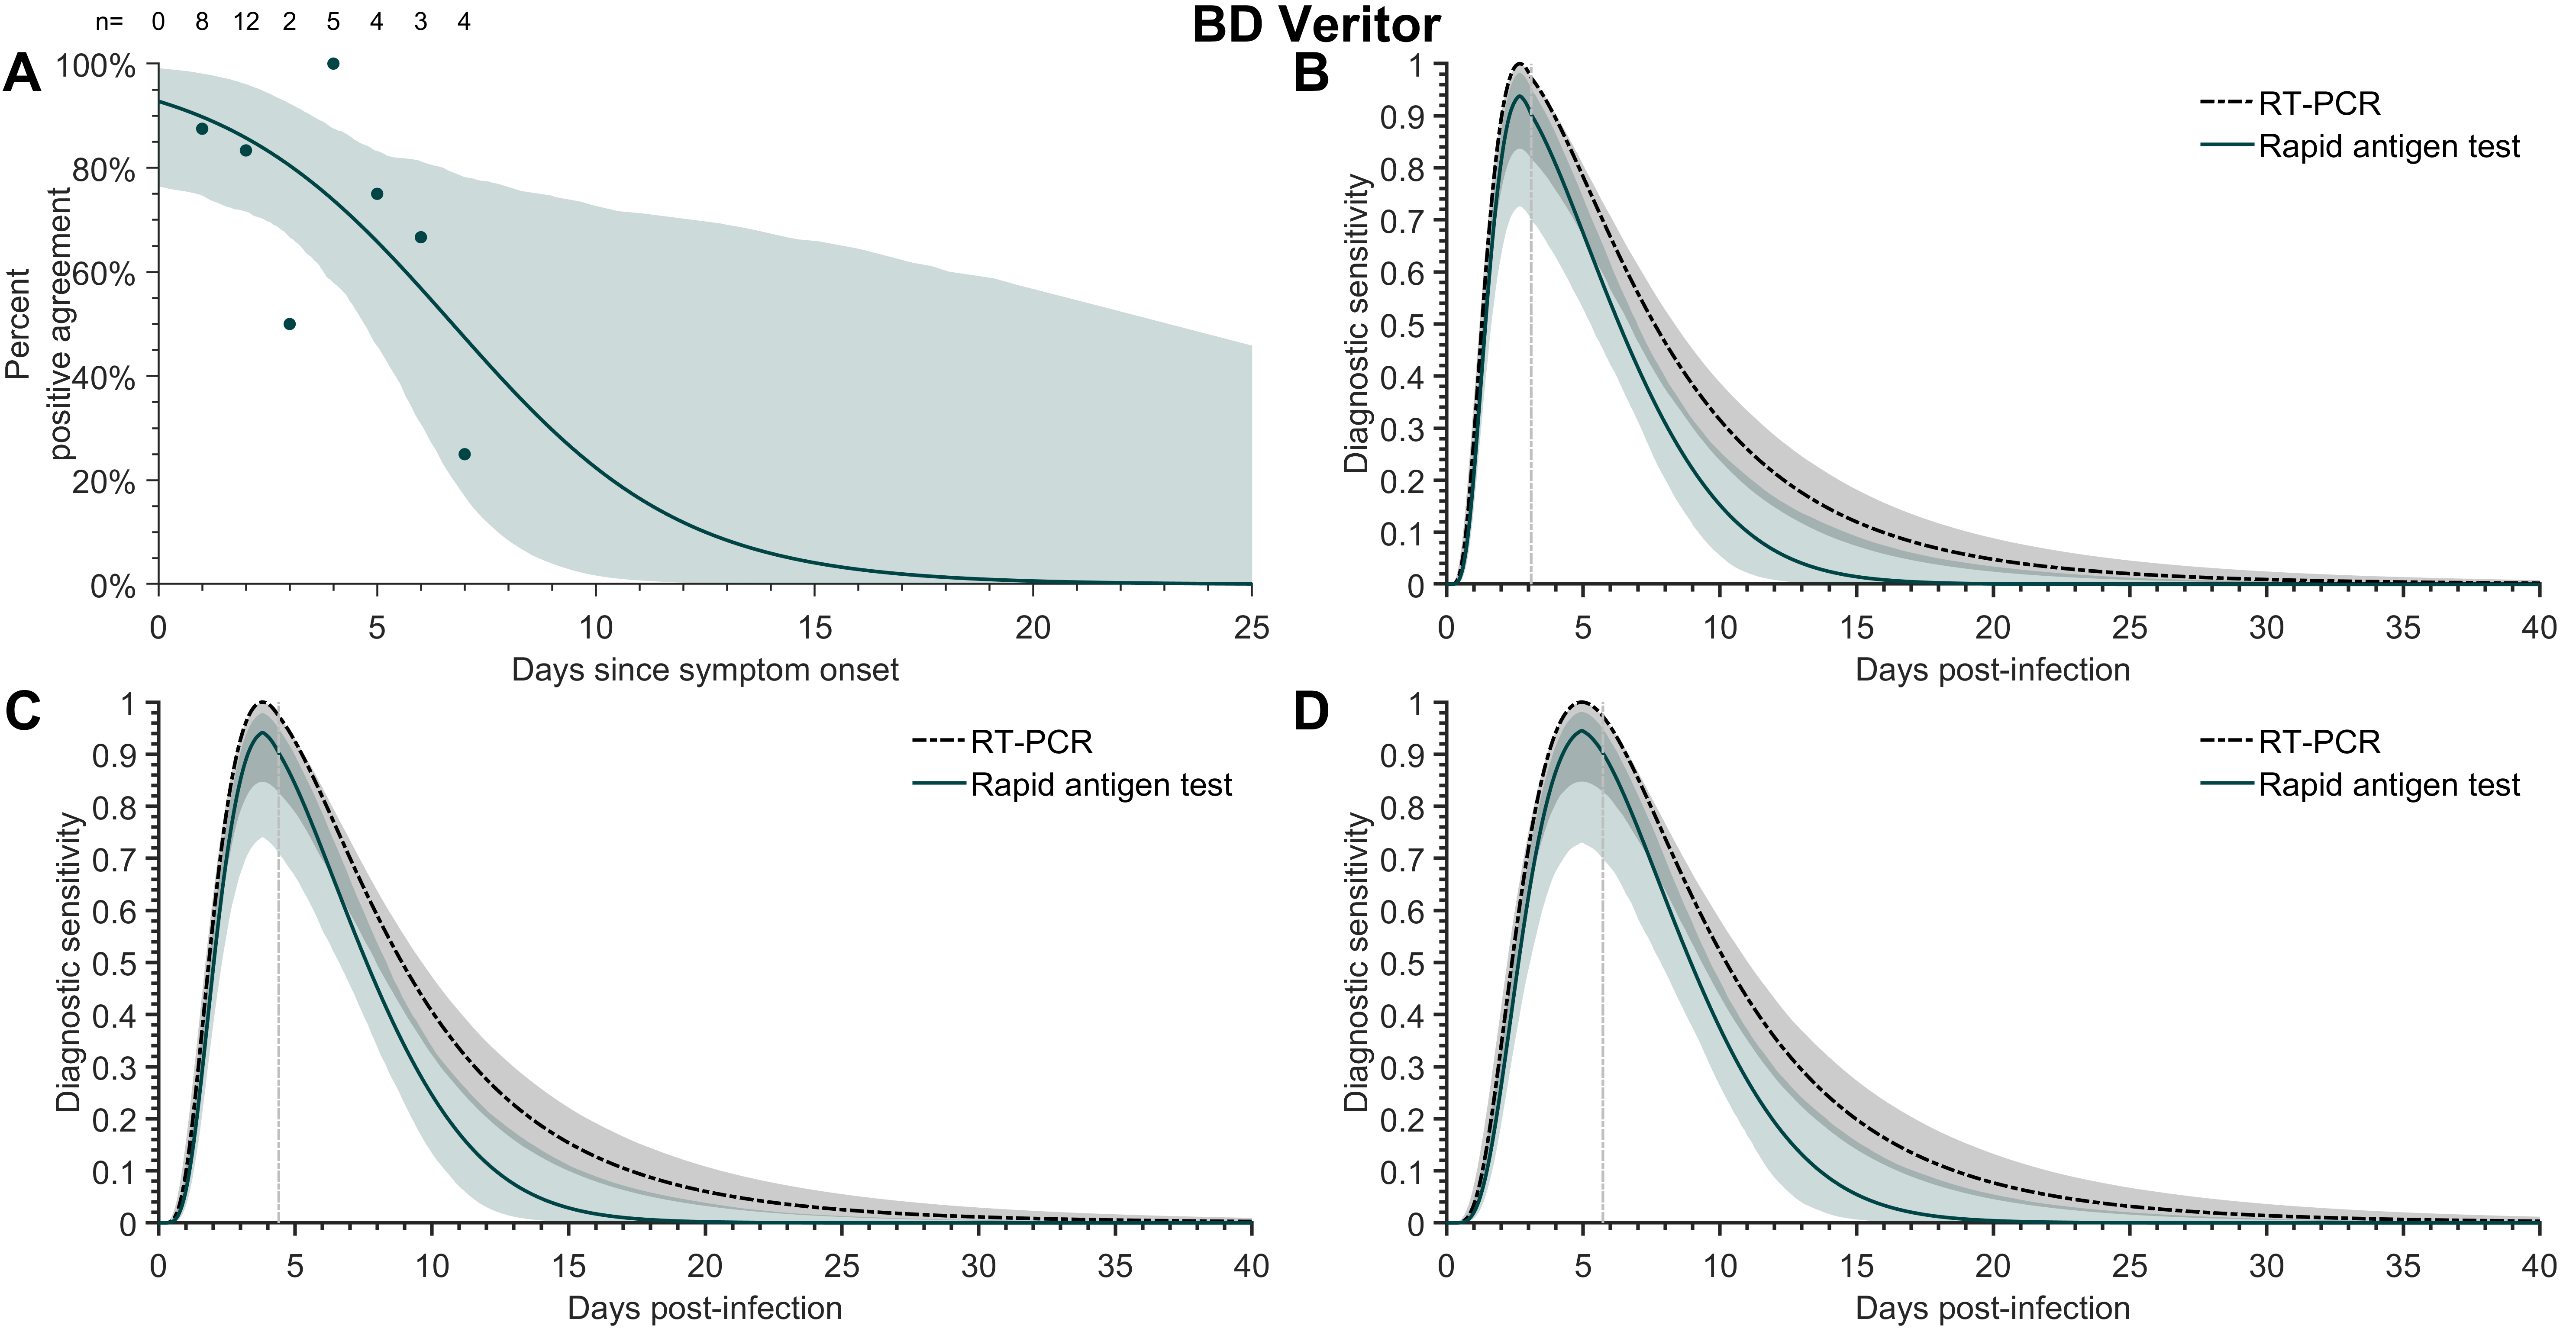 BD Veritor
n= 0 8 12 2 5 4 3 4
A
100%
80%
60%
40%
20%
0%
Percent
positive agreement
0 5 10 15 20 25
Days since symptom onset
B
1
0.9
0.8
0.7
0.6
0.5
0.4
0.3
0.2
0.1
0
Diagnostic sensitivity
RT-PCR
Rapid antigen test
0 5 10 15 20 25 30 35 40
Days post-infection
C
1
0.9
0.8
0.7
0.6
0.5
0.4
0.3
0.2
0.1
0
Diagnostic sensitivity
RT-PCR
Rapid antigen test
0 5 10 15 20 25 30 35 40
Days post-infection
D
1
0.9
0.8
0.7
0.6
0.5
0.4
0.3
0.2
0.1
0
Diagnostic sensitivity
RT-PCR
Rapid antigen test
0 5 10 15 20 25 30 35 40
Days post-infection